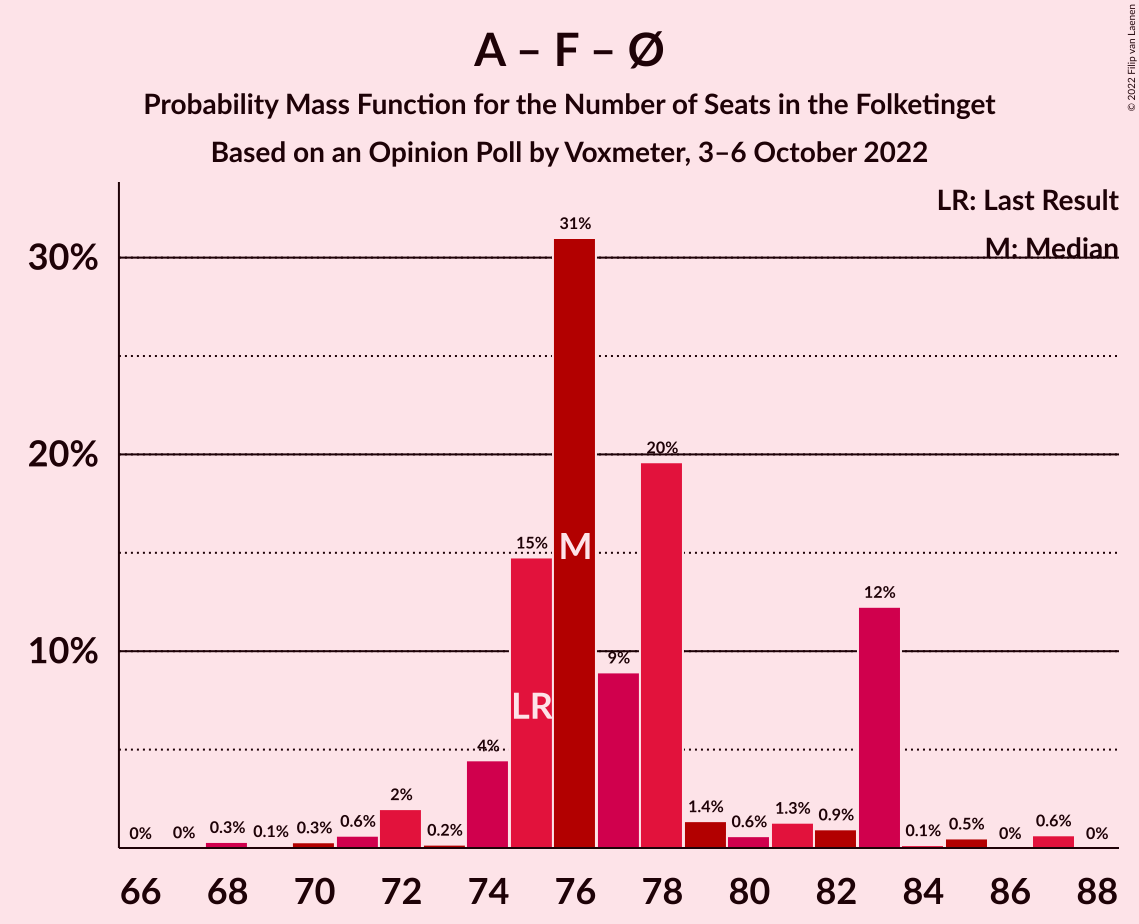 A – F – Ø
Probability Mass Function for the Number of Seats in the Folketinget
Based on an Opinion Poll by Voxmeter, 3–6 October 2022
© 2022 Filip van Laenen
LR: Last Result
M: Median
30%
20%
10%
0%
0%
0.3%
0.1%
0.3%
0.6%
2%
0.2%
4%
15%
31%
9%
20%
1.4%
0.6%
1.3%
0.9%
12%
0.1%
0.5%
0%
0.6%
0%
LR
M
66 68 70 72 74 76 78 80 82 84 86 88